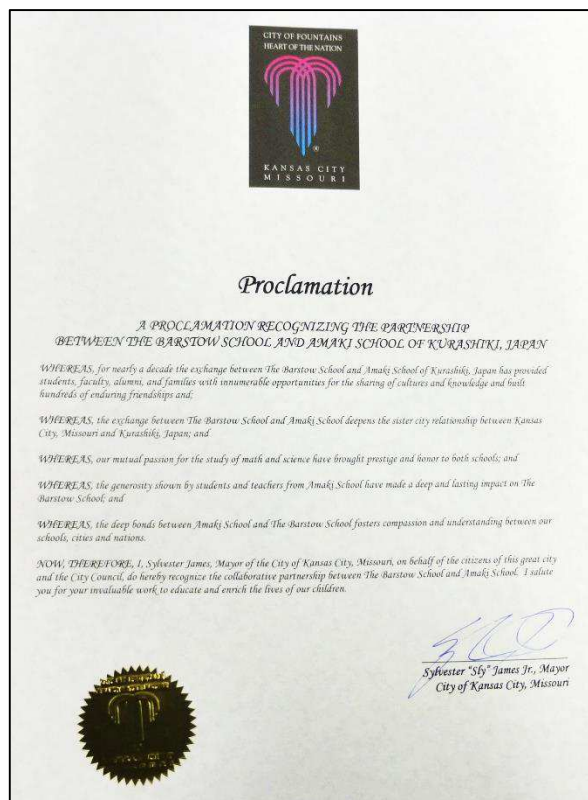 CITY OF FOUNTAINS
HEART OF THE NATION
®
KANSAS CITY
MISSOURI
Proclamation
A PROCLAMATION RECOGNIZING THE PARTNERSHIP
BETWEEN THE BARSTOW SCHOOL AND AMAKI SCHOOL OF KURASHIKI, JAPAN
WHEREAS, for nearly a decade the exchange between The Barstow School and Amaki School of Kurashiki, Japan has provided
students, faculty, alumni, and families with innumerable opportunities for the sharing of cultures and knowledge and built
hundreds of enduring friendships and;
WHEREAS, the exchange between The Barstow School and Amaki School deepens the sister city relationship between Kansas
City, Missouri and Kurashiki, Japan; and
WHEREAS, our mutual passion for the study of math and science have brought prestige and honor to both schools; and
WHEREAS, the generosity shown by students and teachers from Amaki School have made a deep and lasting impact on The
Barstow School; and
WHEREAS, the deep bonds between Amaki School and The Barstow School fosters compassion and understanding between our
schools, cities and nations.
NOW, THEREFORE, I, Sylvester James, Mayor of the City of Kansas City, Missouri, on behalf of the citizens of this great city
and the City Council, do hereby recognize the collaborative partnership between The Barstow School and Amaki School. I salute
you for your invaluable work to educate and enrich the lives of our children.
Sylvester "Sly" James Jr., Mayor
City of Kansas City, Missouri